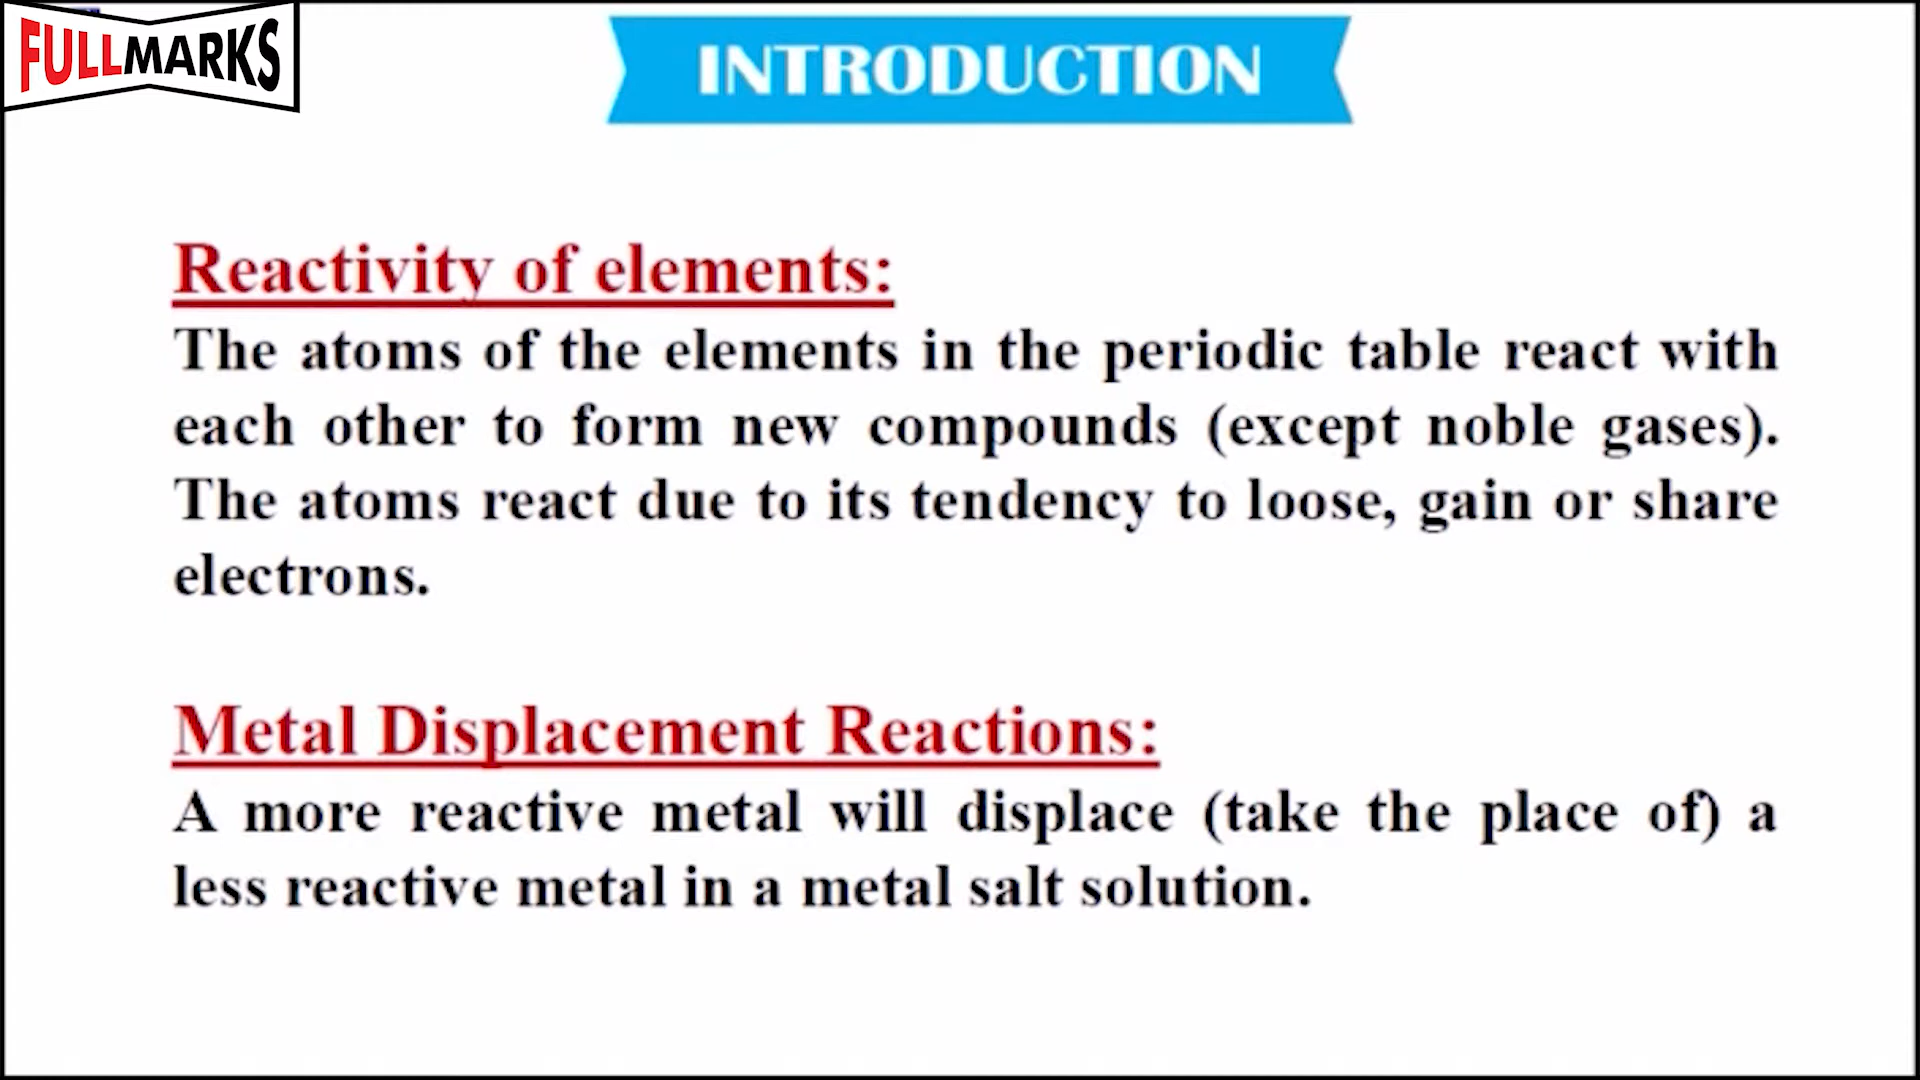 FULLMARKS
INTRODUCTION
Reactivity of elements:
The atoms of the elements in the periodic table react with
each other to form new compounds (except noble gases).
The atoms react due to its tendency to loose, gain or share
electrons.
Metal Displacement Reactions:
A more reactive metal will displace (take the place of) a
less reactive metal in a metal salt solution.